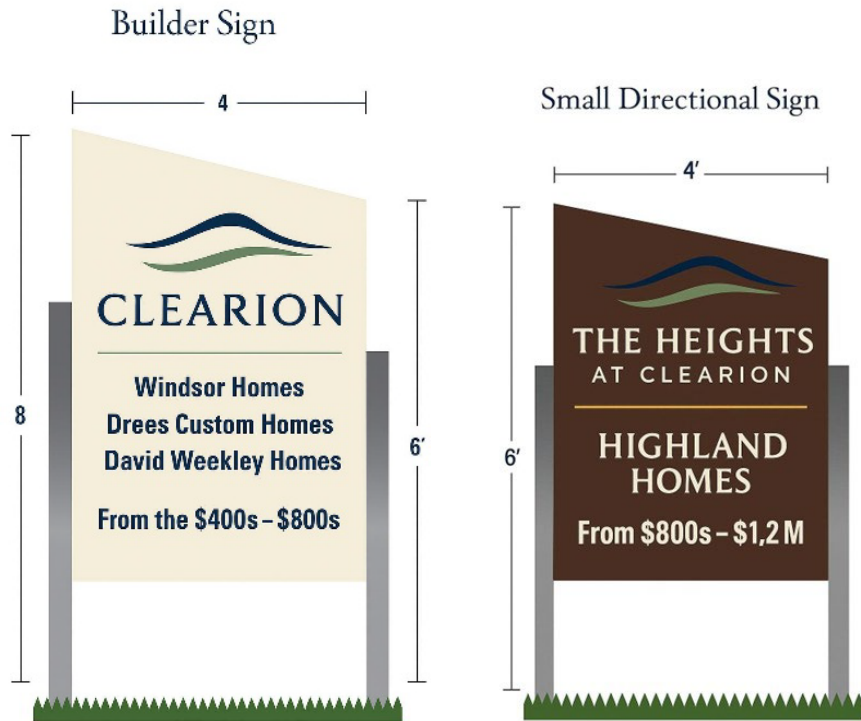 Builder Sign
4
8
6′
CLEARION
Windsor Homes
Drees Custom Homes
David Weekley Homes
From the $400s – $800s
Small Directional Sign
4′
6′
THE HEIGHTS
AT CLEARION
HIGHLAND
HOMES
From $800s – $1,2 M